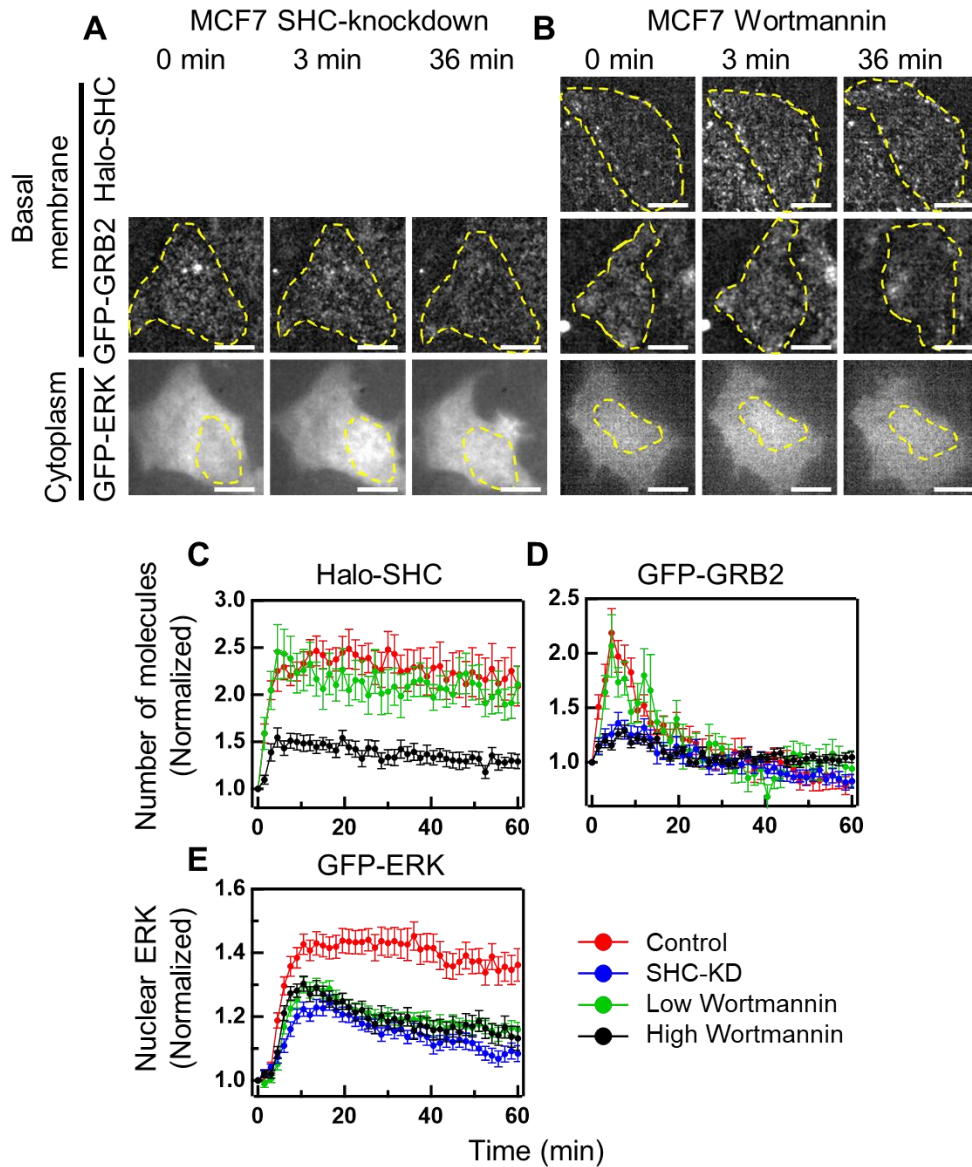 A MCF7 SHC-knockdown
0 min 3 min 36 min
B MCF7 Wortmannin
0 min 3 min 36 min
Basal membrane
Halo-SHC
GFP-GRB2
Cytoplasm
GFP-ERK
C Halo-SHC
Number of molecules
(Normalized)
3.0
2.5
2.0
1.5
1.0
0 20 40 60
D GFP-GRB2
2.5
2.0
1.5
1.0
0 20 40 60
E GFP-ERK
Nuclear ERK
(Normalized)
1.6
1.4
1.2
1.0
0 20 40 60
Time (min)
Control
SHC-KD
Low Wortmannin
High Wortmannin